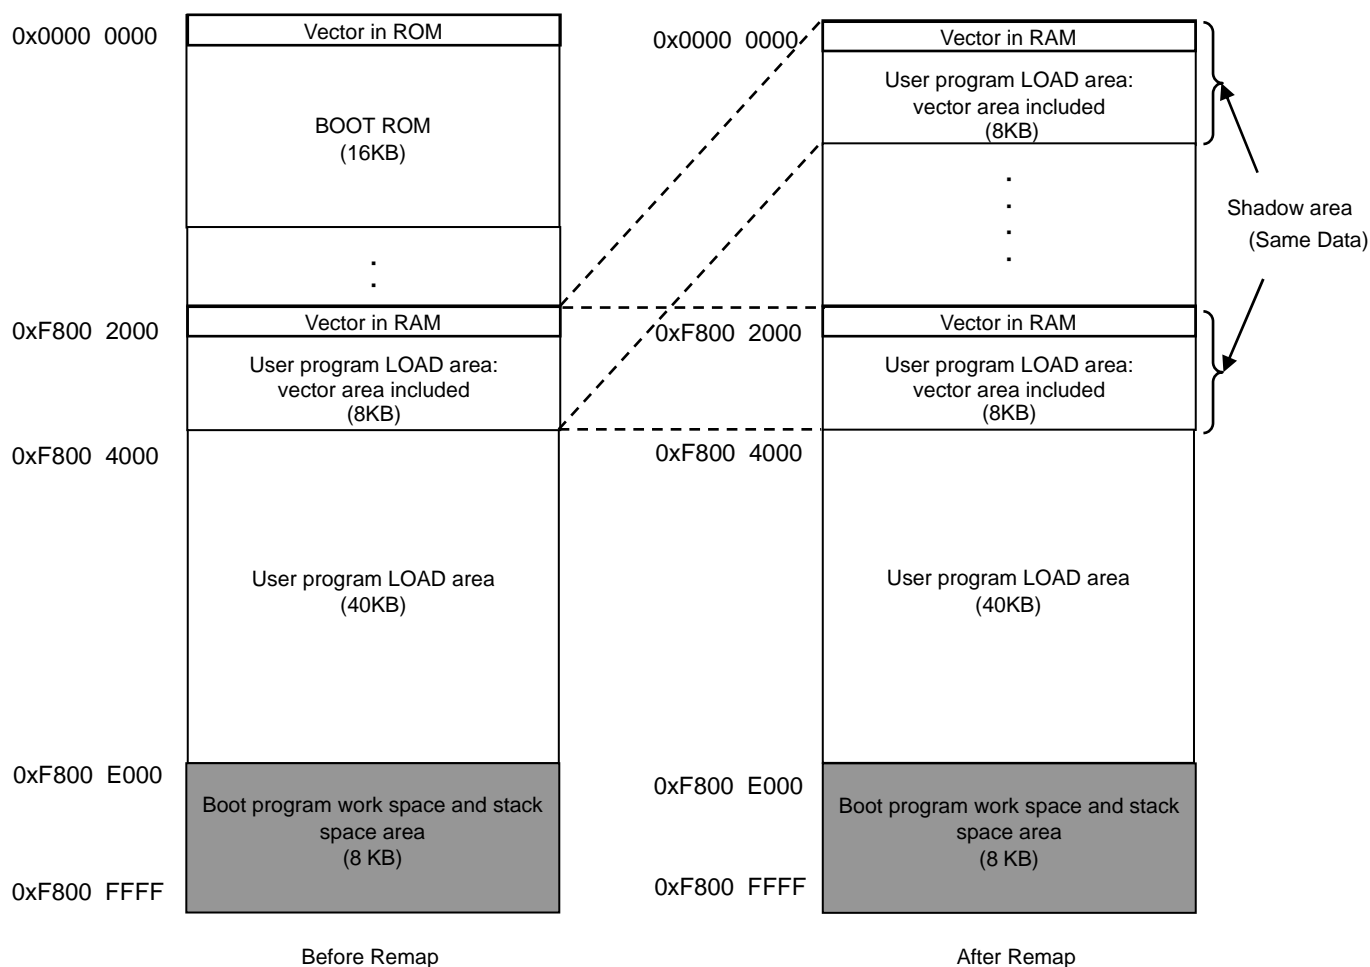 0x0000 0000
Vector in ROM
BOOT ROM
(16KB)
0xF800 2000
Vector in RAM
User program LOAD area:
vector area included
(8KB)
0xF800 4000
User program LOAD area
(40KB)
0xF800 E000
Boot program work space and stack
space area
(8 KB)
0xF800 FFFF
Before Remap
0x0000 0000
Vector in RAM
User program LOAD area:
vector area included
(8KB)
Shadow area
(Same Data)
0xF800 2000
Vector in RAM
User program LOAD area:
vector area included
(8KB)
0xF800 4000
User program LOAD area
(40KB)
0xF800 E000
Boot program work space and stack
space area
(8 KB)
0xF800 FFFF
After Remap